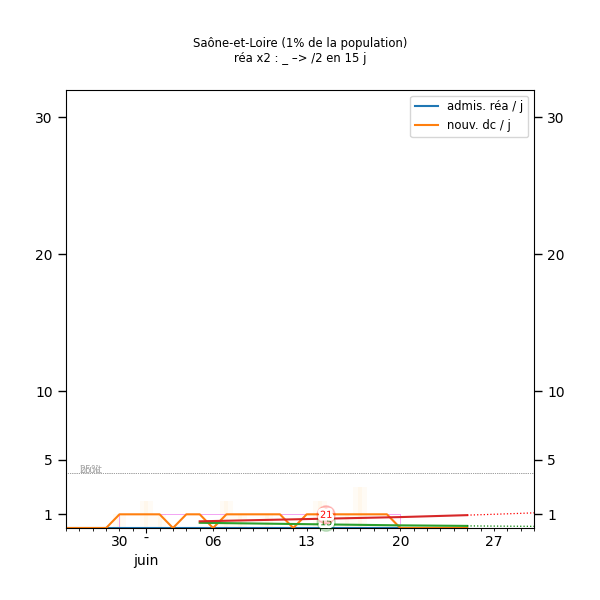 Saône-et-Loire (1% de la population)
réa x2 : _ –> /2 en 15 j
admis. réa / j
nouv. dc / j
30 30
20 20
10 10
5 5
1 1
21
15
30 - 06 13 20 27
juin